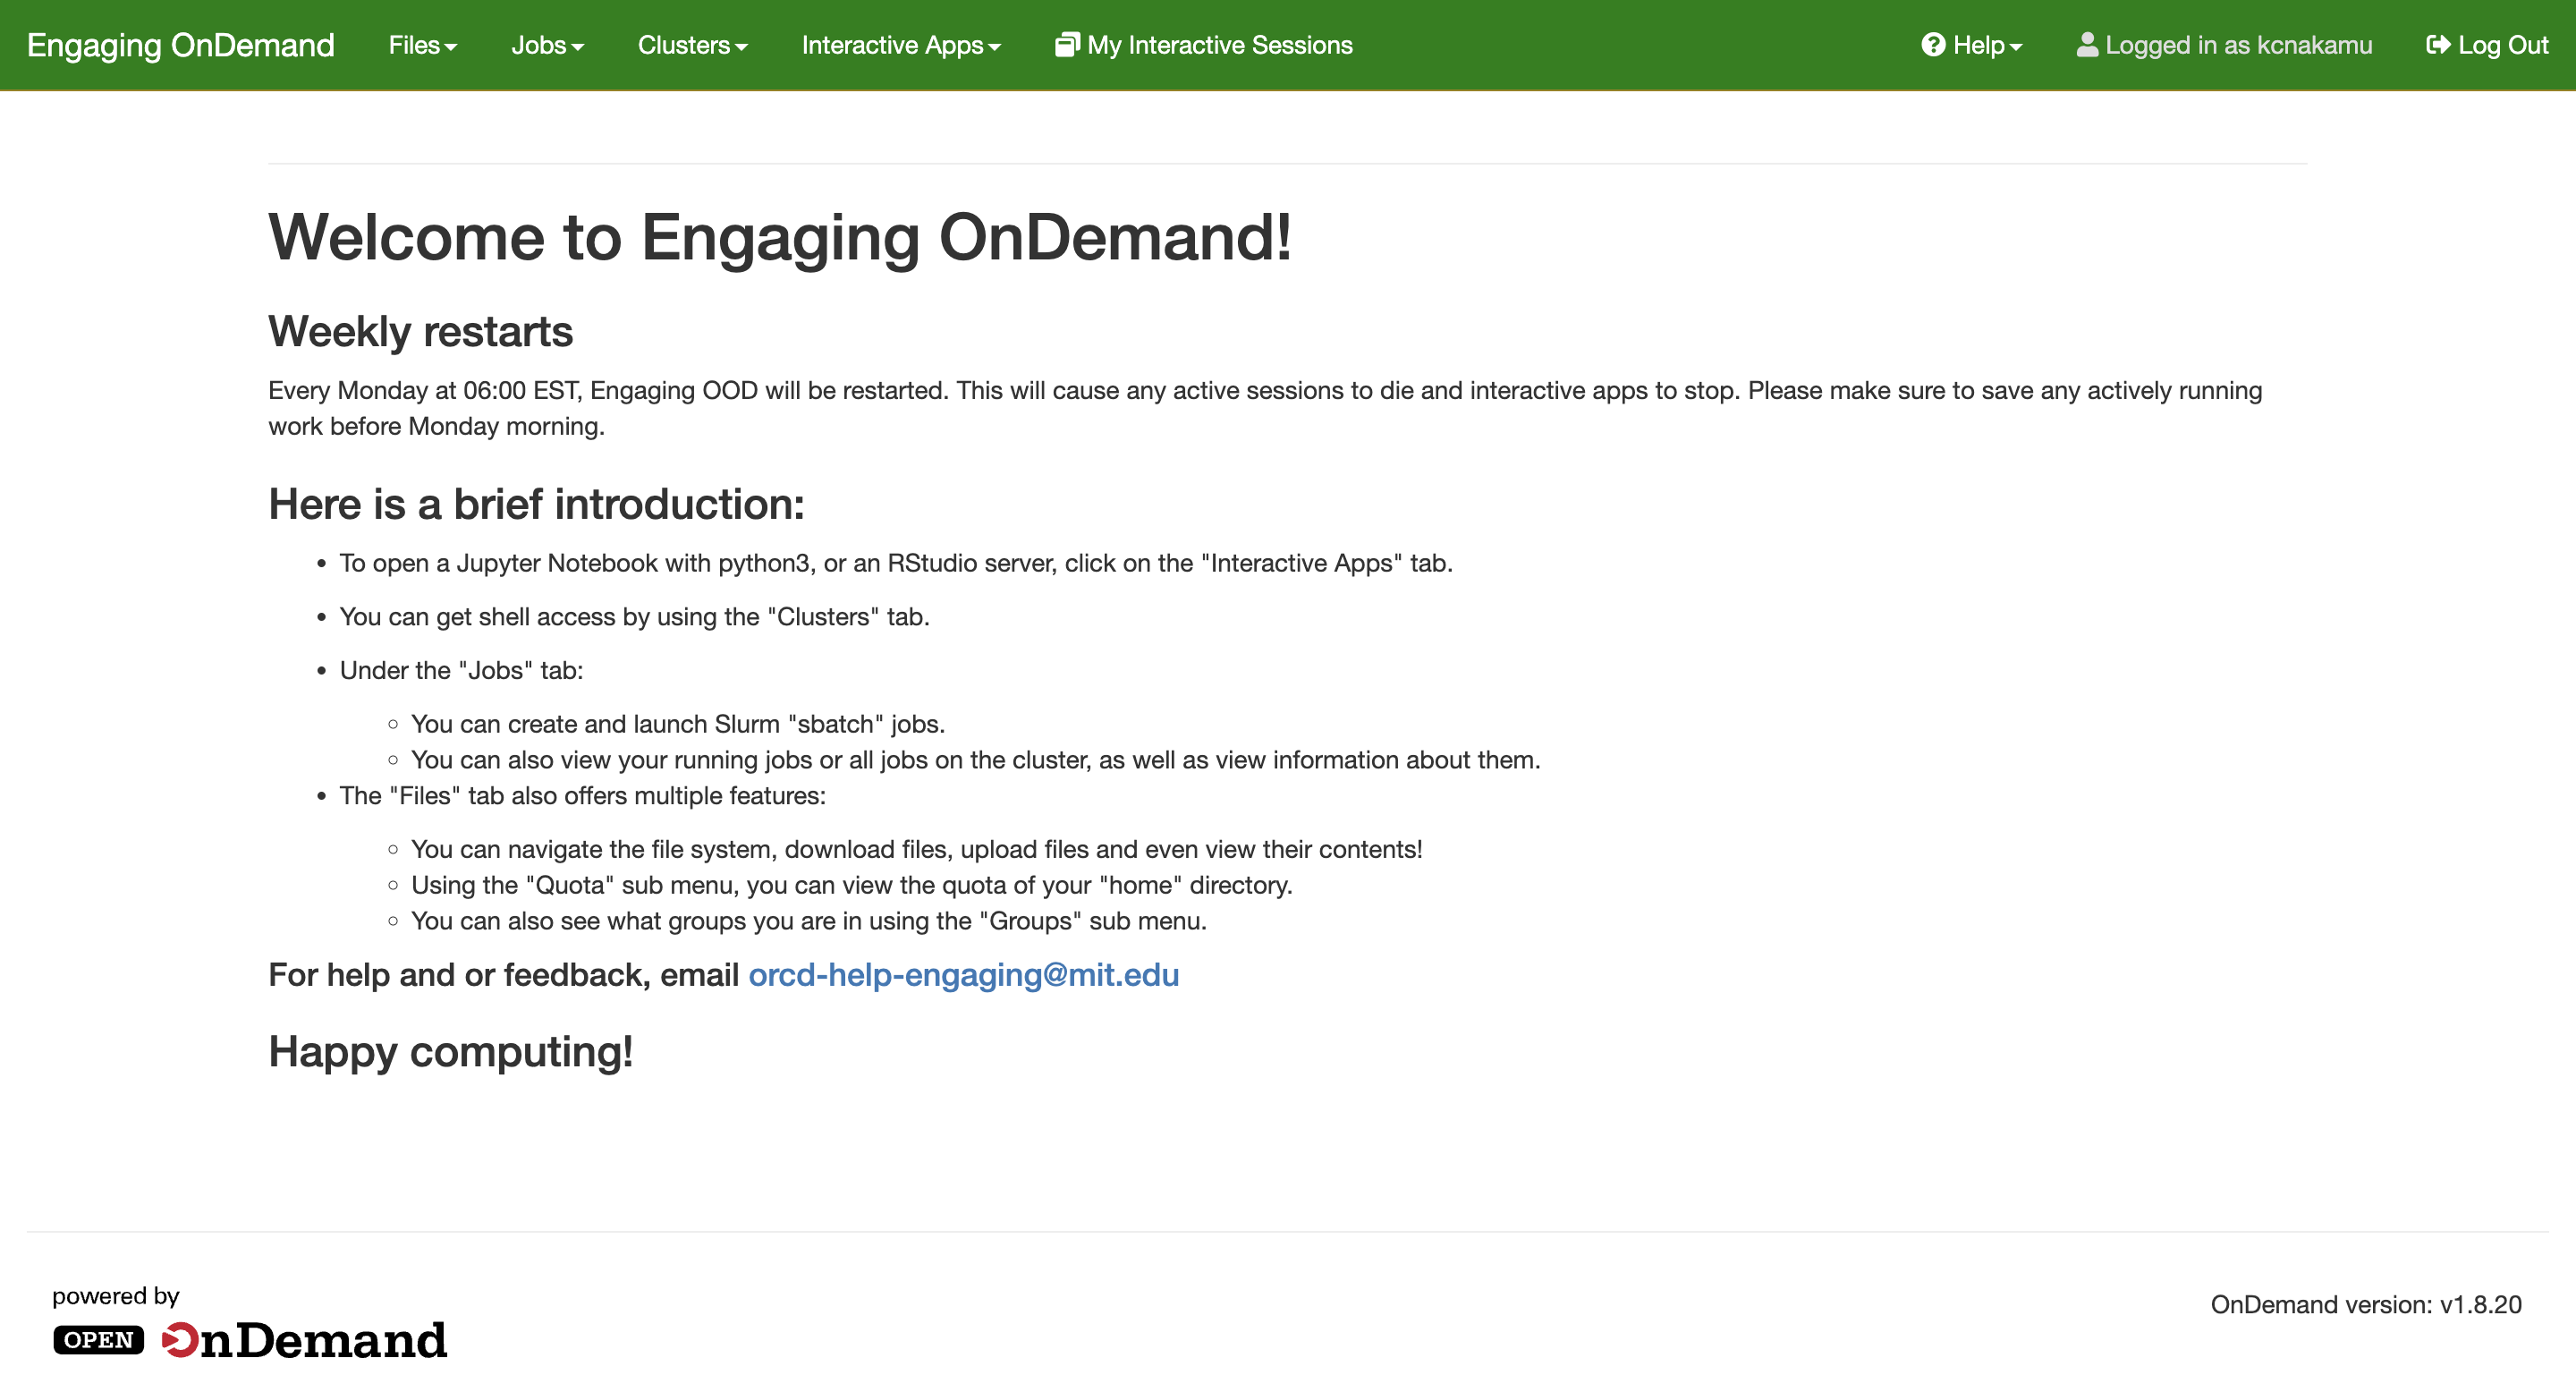 Engaging OnDemand Files Jobs Clusters Interactive Apps My Interactive Sessions Help Logged in as kcnakamu Log Out
Welcome to Engaging OnDemand!
Weekly restarts
Every Monday at 06:00 EST, Engaging OOD will be restarted. This will cause any active sessions to die and interactive apps to stop. Please make sure to save any actively running
work before Monday morning.
Here is a brief introduction:
• To open a Jupyter Notebook with python3, or an RStudio server, click on the "Interactive Apps" tab.
• You can get shell access by using the "Clusters" tab.
• Under the "Jobs" tab:
◦ You can create and launch Slurm "sbatch" jobs.
◦ You can also view your running jobs or all jobs on the cluster, as well as view information about them.
• The "Files" tab also offers multiple features:
◦ You can navigate the file system, download files, upload files and even view their contents!
◦ Using the "Quota" sub menu, you can view the quota of your "home" directory.
◦ You can also see what groups you are in using the "Groups" sub menu.
For help and or feedback, email orcd-help-engaging@mit.edu
Happy computing!
powered by
OPEN OnDemand
OnDemand version: v1.8.20